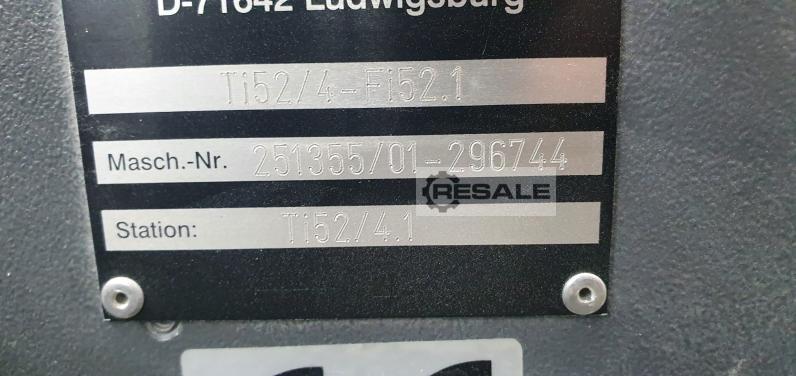 D-71642 Ludwigsburg
Ti52/4-Fi52.1
Masch.-Nr. 251355/01-296744
RESALE
Station: Ti52/4.1